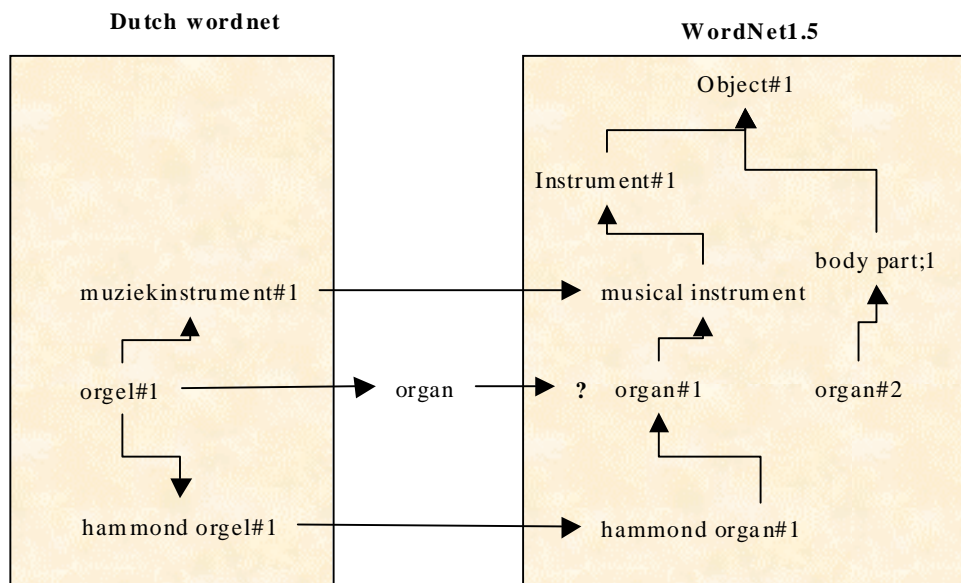 Dutch wordnet
WordNet1.5
Object#1
Instrument#1
body part;1
muziekinstrument#1
musical instrument
orgel#1
organ
?
organ#1
organ#2
hammond orgel#1
hammond organ#1